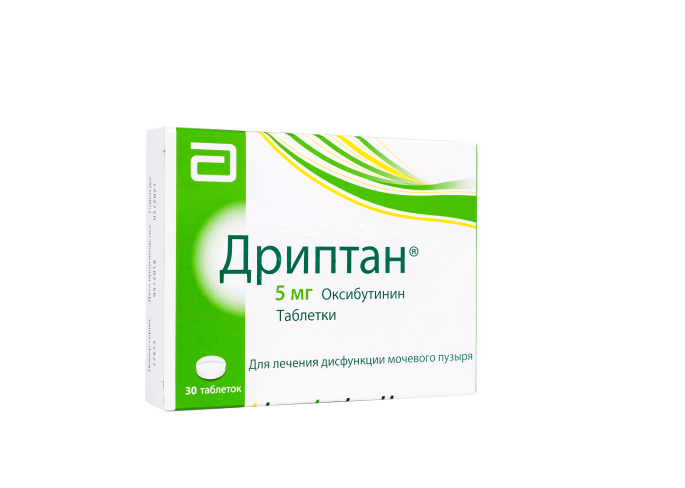 Дриптан®
5 мг Оксибутинин
Таблетки
Для лечения дисфункции мочевого пузыря
30 таблеток